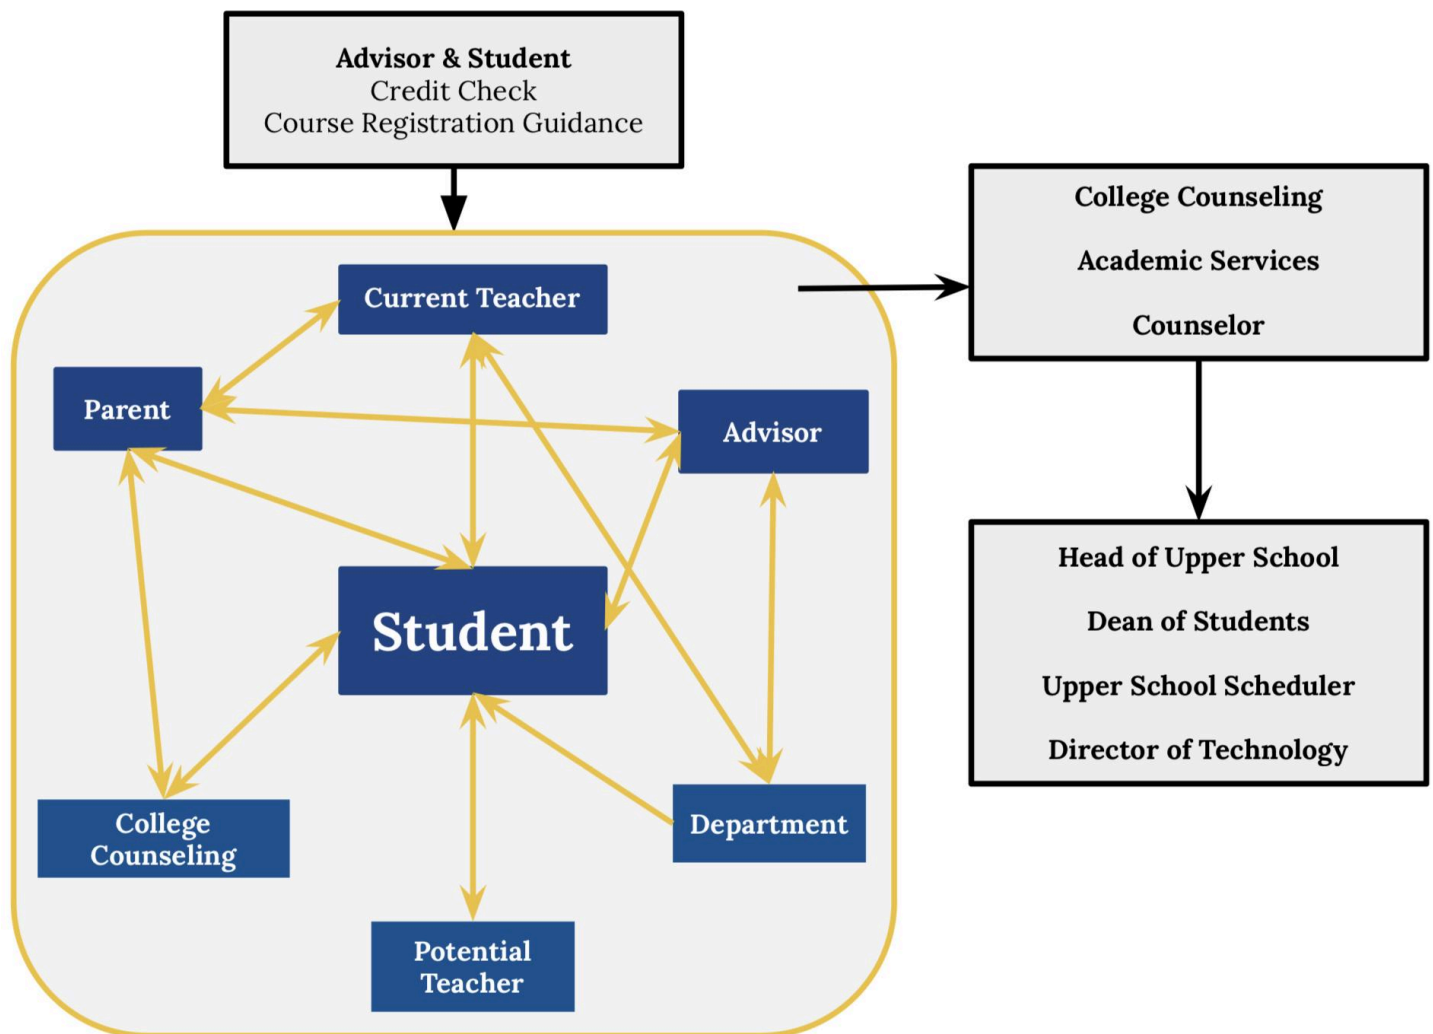 Advisor & Student
Credit Check
Course Registration Guidance
College Counseling
Academic Services
Counselor
Current Teacher
Parent
Advisor
Student
Head of Upper School
Dean of Students
Upper School Scheduler
Director of Technology
College
Counseling
Department
Potential
Teacher